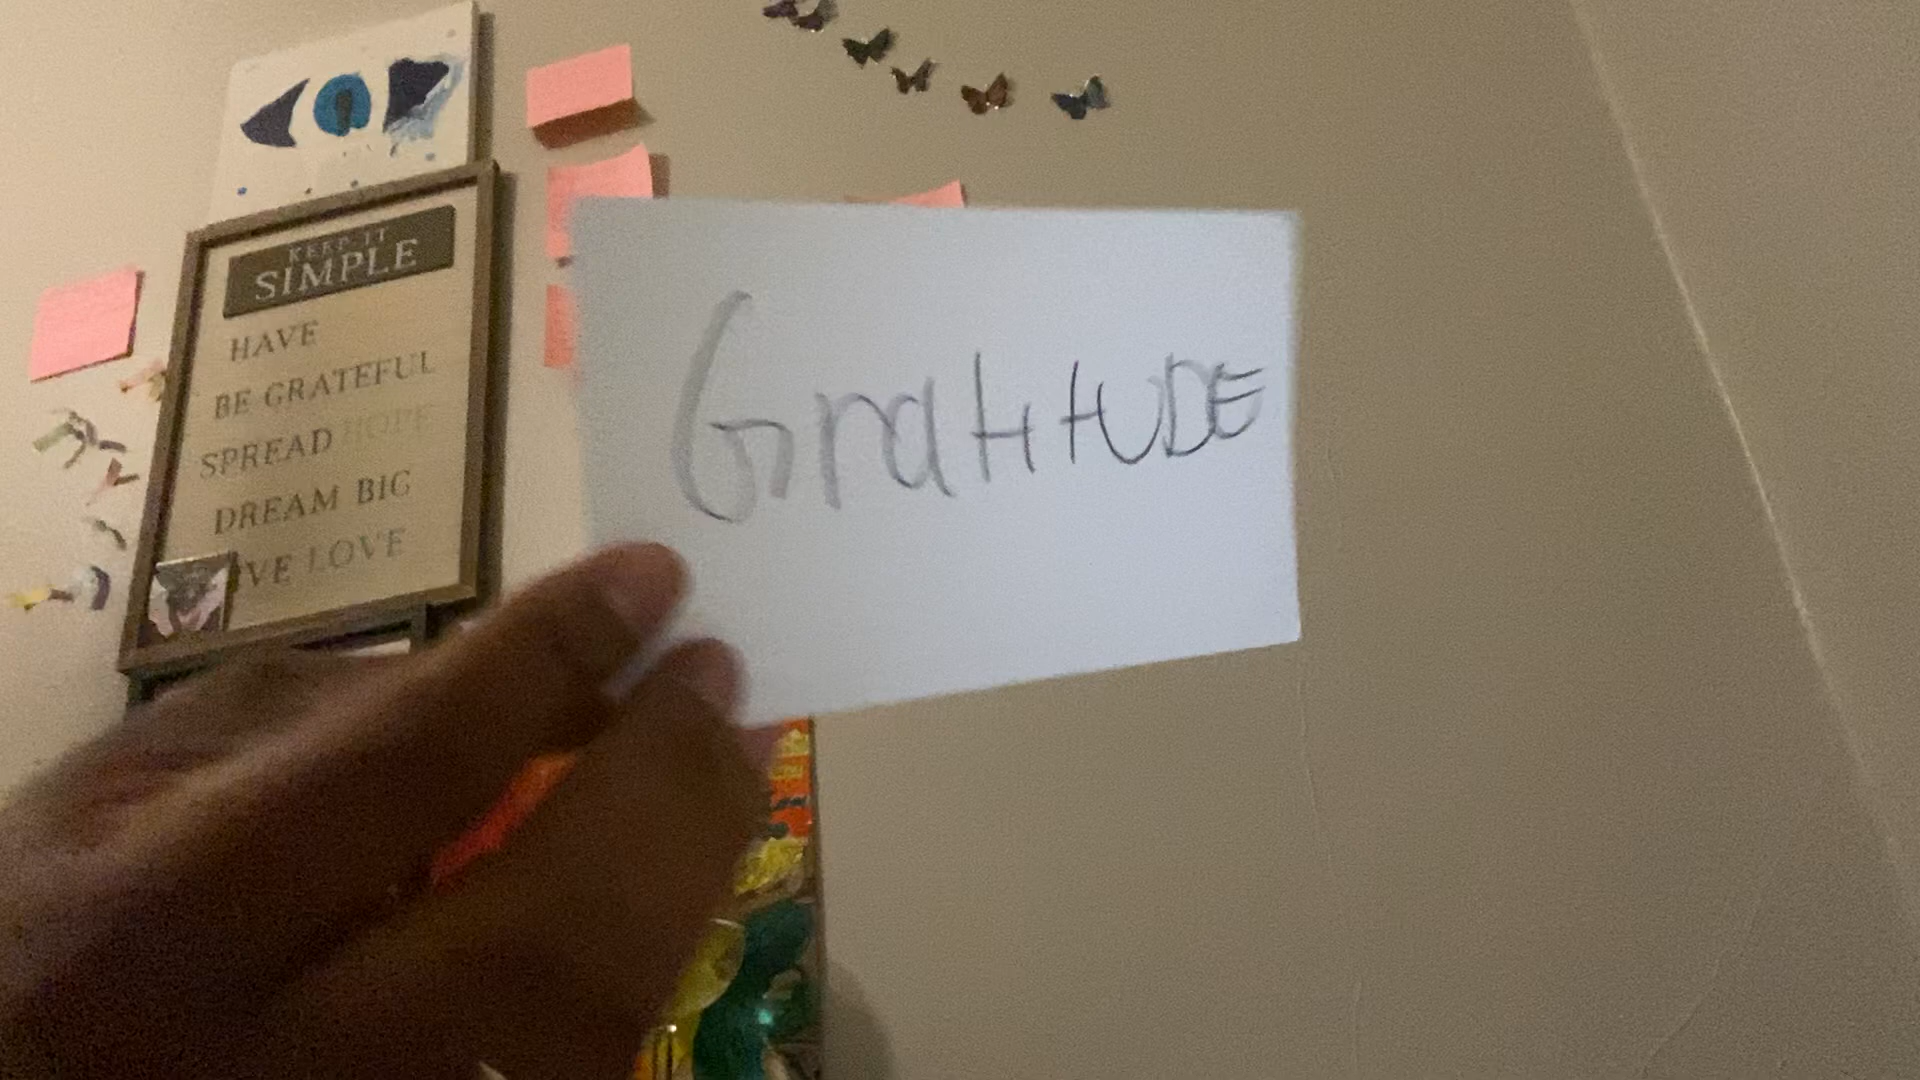 KEEP IT
SIMPLE
HAVE
BE GRATEFUL
SPREAD HOPE
DREAM BIG
VE LOVE
GratituDE